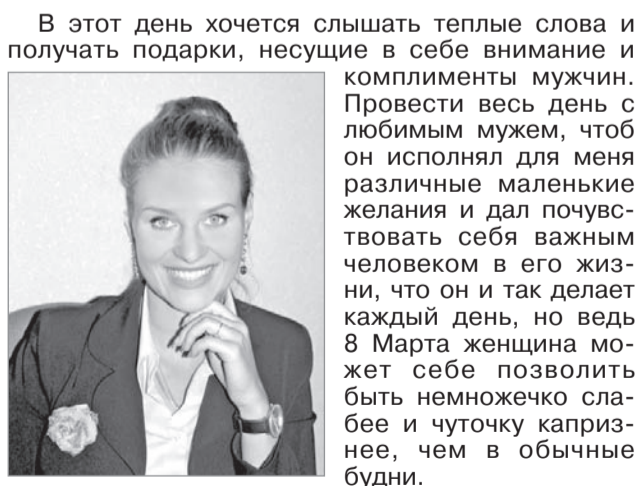 В этот день хочется слышать теплые слова и
получать подарки, несущие в себе внимание и
комплименты мужчин.
Провести весь день с
любимым мужем, чтоб
он исполнял для меня
различные маленькие
желания и дал почувс-
твовать себя важным
человеком в его жиз-
ни, что он и так делает
каждый день, но ведь
8 Марта женщина мо-
жет себе позволить
быть немножечко сла-
бее и чуточку каприз-
нее, чем в обычные
будни.